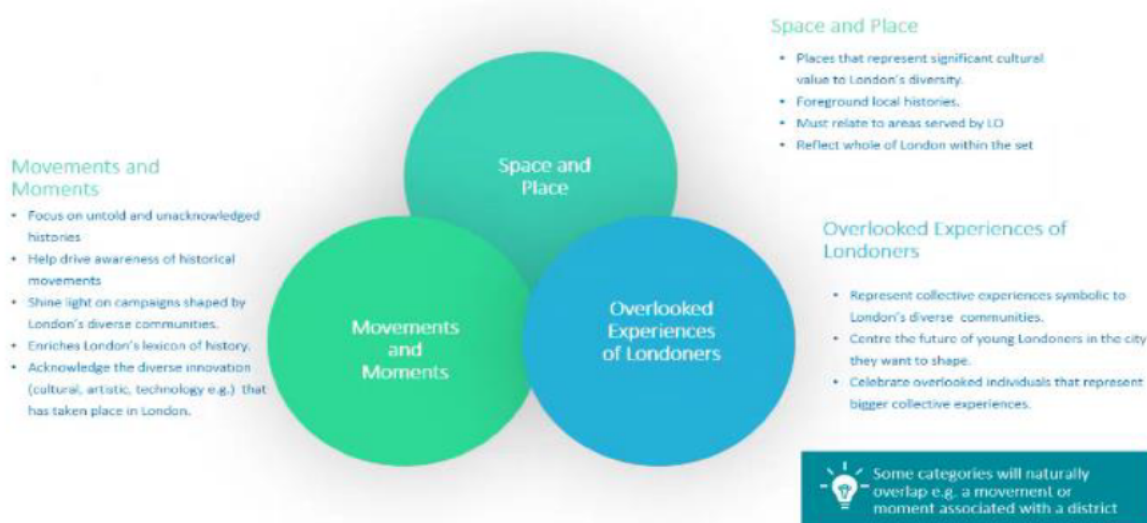 Space and Place
• Places that represent significant cultural
value to London's diversity.
• Foreground local histories.
• Must relate to areas served by LO
• Reflect whole of London within the set
Movements and
Moments
• Focus on untold and unacknowledged
histories
• Help drive awareness of historical
movements
• Shine light on campaigns shaped by
London's diverse communities.
• Enriches London's lexicon of history.
• Acknowledge the diverse innovation
(cultural, artistic, technology e.g.) that
has taken place in London.
Space and
Place
Movements
and
Moments
Overlooked
Experiences
of Londoners
Overlooked Experiences of
Londoners
• Represent collective experiences symbolic to
London's diverse communities.
• Centre the future of young Londoners in the city
they want to shape.
• Celebrate overlooked individuals that represent
bigger collective experiences.
Some categories will naturally
overlap e.g. a movement or
moment associated with a district